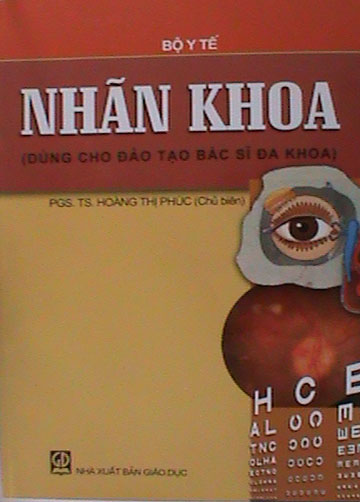 BỘ Y TẾ
NHÃN KHOA
(DÙNG CHO ĐÀO TẠO BÁC SĨ ĐA KHOA)
PGS. TS. HOÀNG THỊ PHÚC (Chủ biên)
H C E
NHÀ XUẤT BẢN GIÁO DỤC